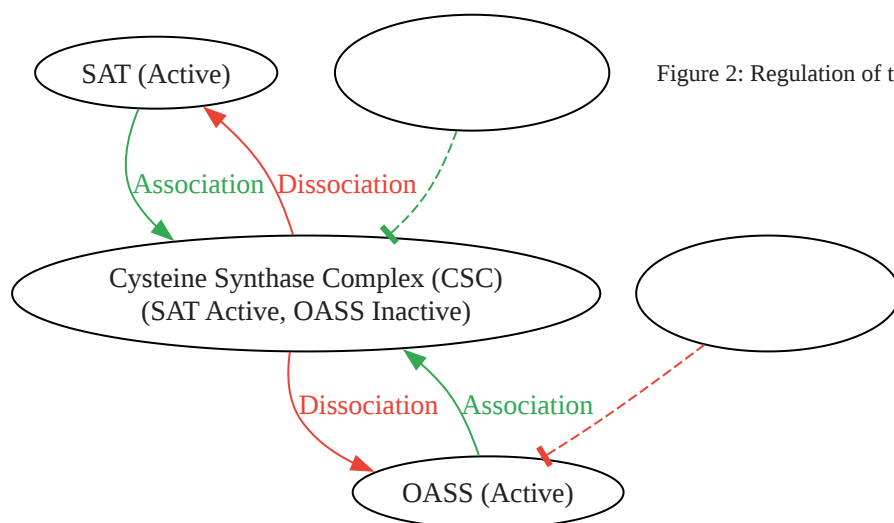 SAT (Active)
Figure 2: Regulation of t
Association
Dissociation
Cysteine Synthase Complex (CSC)
(SAT Active, OASS Inactive)
Dissociation
Association
OASS (Active)